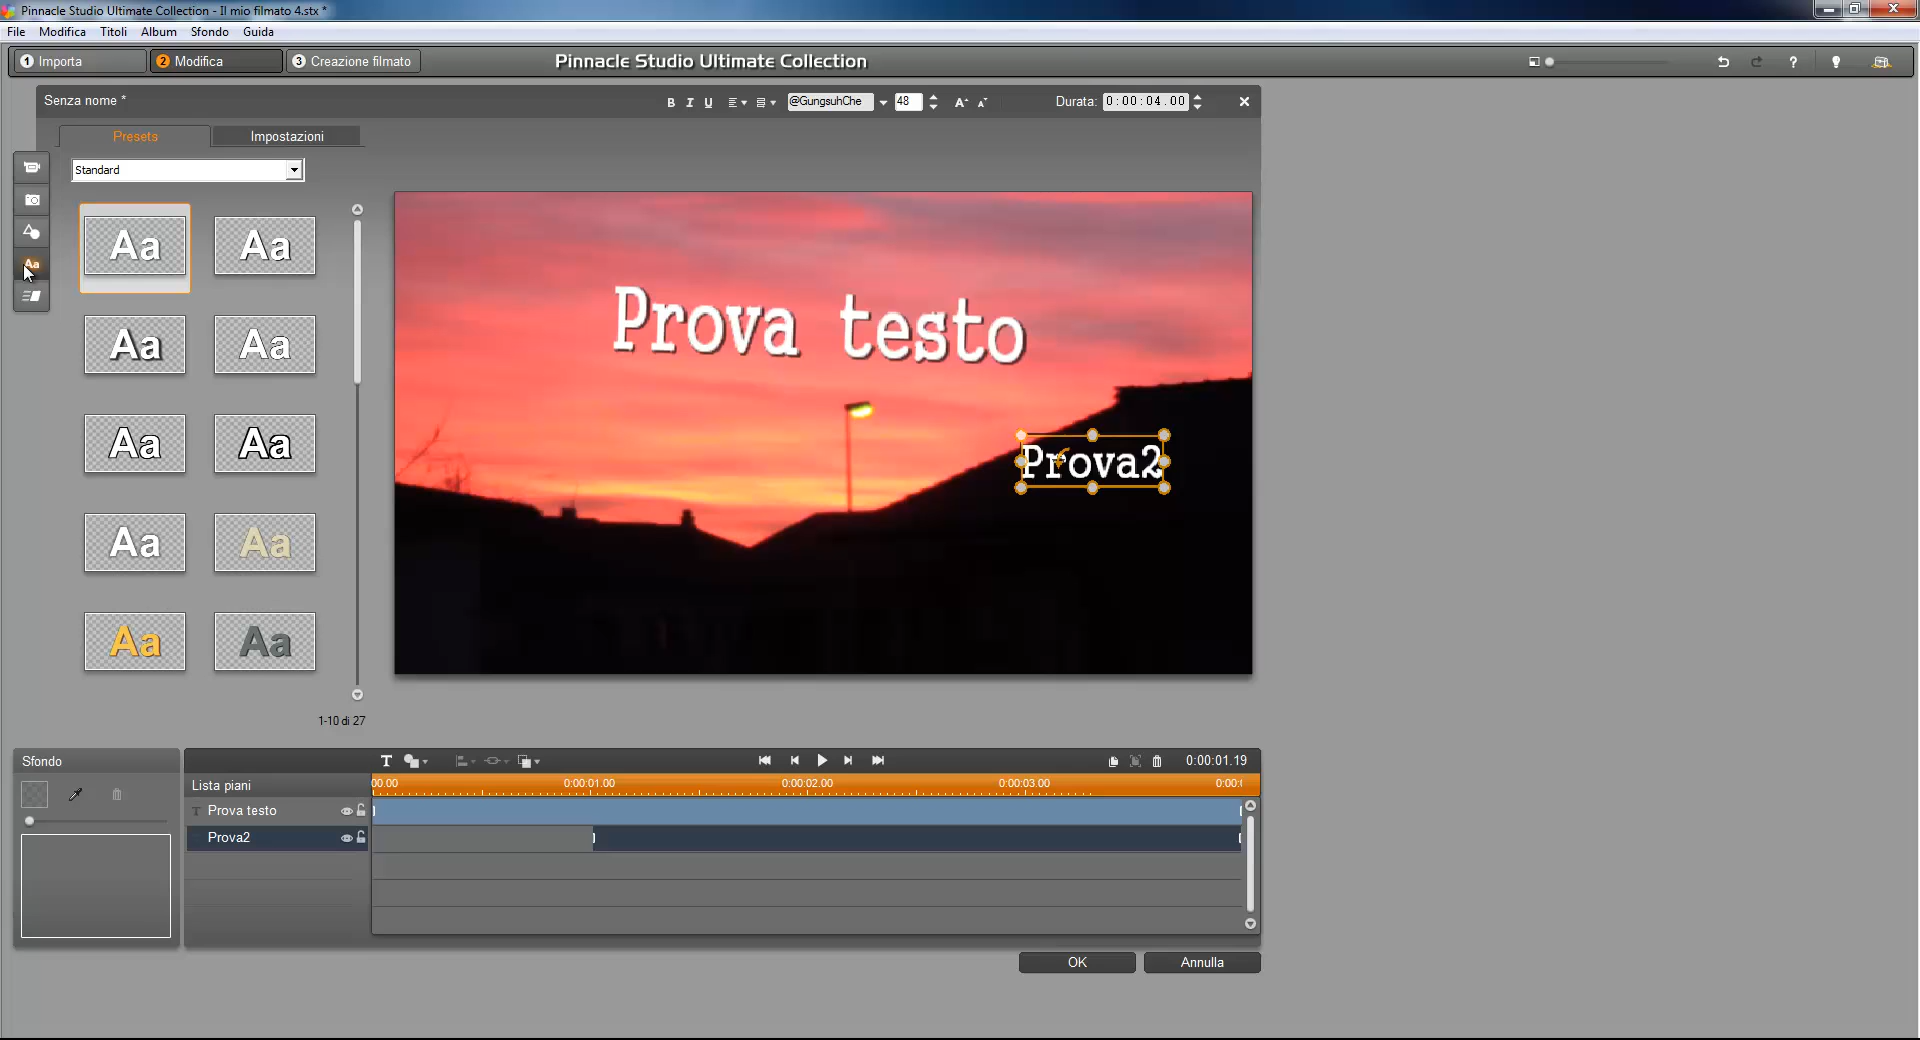 Pinnacle Studio Ultimate Collection - Il mio filmato 4.stx *
File Modifica Titoli Album Sfondo Guida
1 Importa 2 Modifica 3 Creazione filmato Pinnacle Studio Ultimate Collection ?
Senza nome * B I U @GungsuhChe 48 A A Durata: 0:00:04.00
Presets Impostazioni
Standard
Aa Aa
Aa Aa
Aa Aa
Aa Aa
Aa Aa
Aa
1-10 di 27
Prova testo
Prova2
Sfondo T 0:00:01.19
Lista piani 00.00 0:00:01.00 0:00:02.00 0:00:03.00 0:00:0
T Prova testo
Prova2
OK Annulla